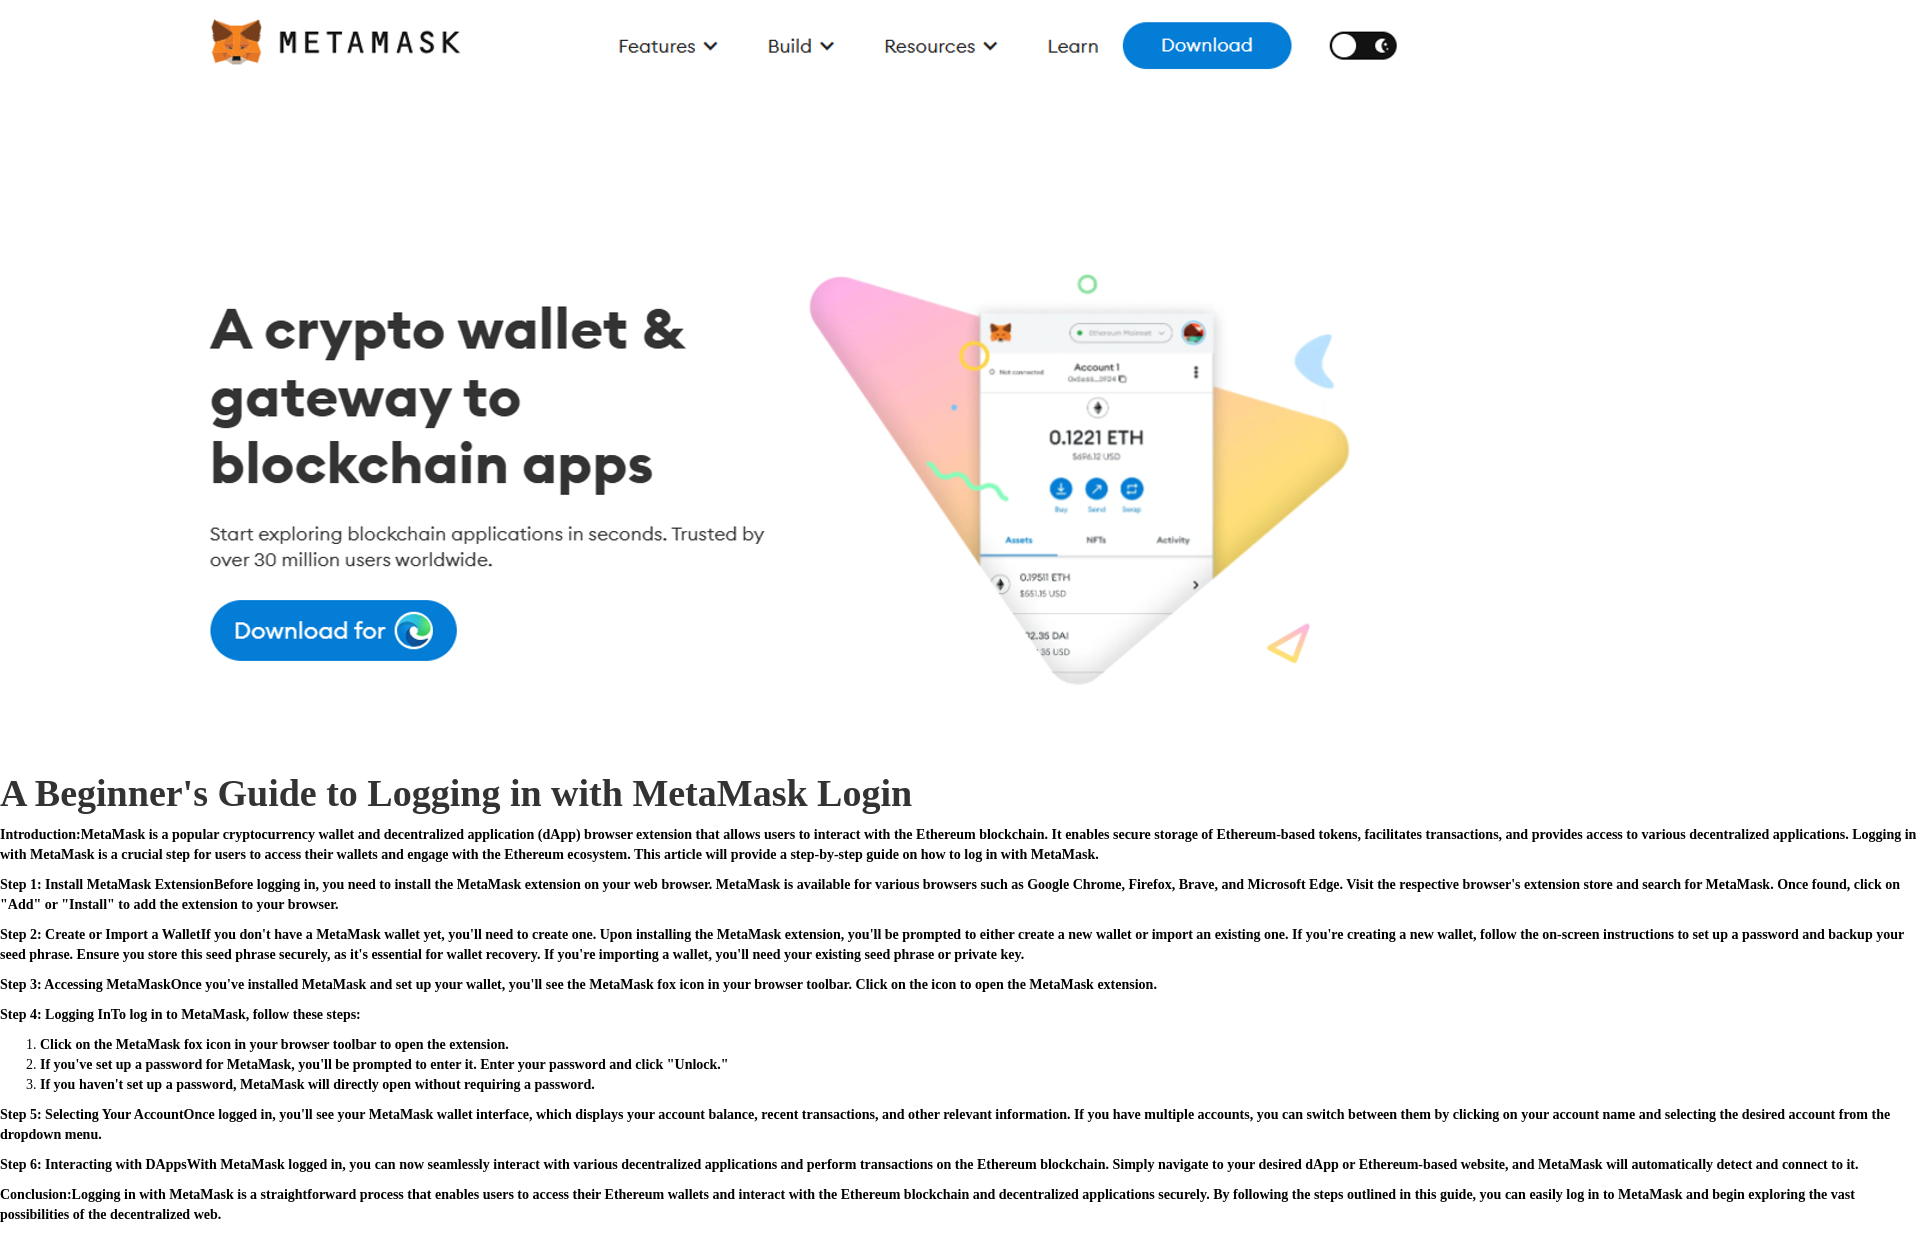 METAMASK
Features
Build
Resources
Learn
Download
A crypto wallet &
gateway to
blockchain apps
Start exploring blockchain applications in seconds. Trusted by
over 30 million users worldwide.
Download for
Ethereum Mainnet
Not connected
Account 1
0.1221 ETH
$696.12 USD
Buy Send Swap
Assets NFTs Activity
0.19511 ETH
$651.15 USD
2.35 DAI
35 USD
A Beginner's Guide to Logging in with MetaMask Login
Introduction:MetaMask is a popular cryptocurrency wallet and decentralized application (dApp) browser extension that allows users to interact with the Ethereum blockchain. It enables secure storage of Ethereum-based tokens, facilitates transactions, and provides access to various decentralized applications. Logging in
with MetaMask is a crucial step for users to access their wallets and engage with the Ethereum ecosystem. This article will provide a step-by-step guide on how to log in with MetaMask.
Step 1: Install MetaMask ExtensionBefore logging in, you need to install the MetaMask extension on your web browser. MetaMask is available for various browsers such as Google Chrome, Firefox, Brave, and Microsoft Edge. Visit the respective browser's extension store and search for MetaMask. Once found, click on
"Add" or "Install" to add the extension to your browser.
Step 2: Create or Import a WalletIf you don't have a MetaMask wallet yet, you'll need to create one. Upon installing the MetaMask extension, you'll be prompted to either create a new wallet or import an existing one. If you're creating a new wallet, follow the on-screen instructions to set up a password and backup your
seed phrase. Ensure you store this seed phrase securely, as it's essential for wallet recovery. If you're importing a wallet, you'll need your existing seed phrase or private key.
Step 3: Accessing MetaMaskOnce you've installed MetaMask and set up your wallet, you'll see the MetaMask fox icon in your browser toolbar. Click on the icon to open the MetaMask extension.
Step 4: Logging InTo log in to MetaMask, follow these steps:
1. Click on the MetaMask fox icon in your browser toolbar to open the extension.
2. If you've set up a password for MetaMask, you'll be prompted to enter it. Enter your password and click "Unlock."
3. If you haven't set up a password, MetaMask will directly open without requiring a password.
Step 5: Selecting Your AccountOnce logged in, you'll see your MetaMask wallet interface, which displays your account balance, recent transactions, and other relevant information. If you have multiple accounts, you can switch between them by clicking on your account name and selecting the desired account from the
dropdown menu.
Step 6: Interacting with DAppsWith MetaMask logged in, you can now seamlessly interact with various decentralized applications and perform transactions on the Ethereum blockchain. Simply navigate to your desired dApp or Ethereum-based website, and MetaMask will automatically detect and connect to it.
Conclusion:Logging in with MetaMask is a straightforward process that enables users to access their Ethereum wallets and interact with the Ethereum blockchain and decentralized applications securely. By following the steps outlined in this guide, you can easily log in to MetaMask and begin exploring the vast
possibilities of the decentralized web.